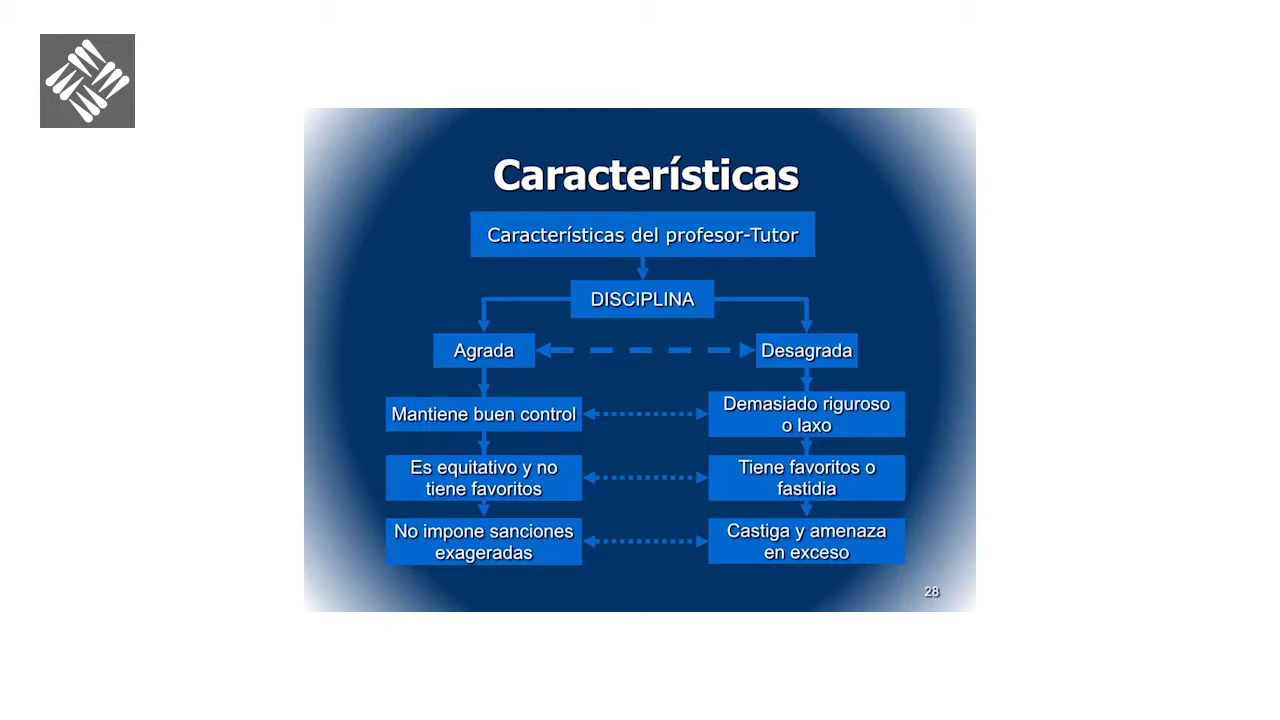 Características
Características del profesor-Tutor
DISCIPLINA
Agrada
Desagrada
Mantiene buen control
Demasiado riguroso
o laxo
Es equitativo y no
tiene favoritos
Tiene favoritos o
fastidia
No impone sanciones
exageradas
Castiga y amenaza
en exceso
28